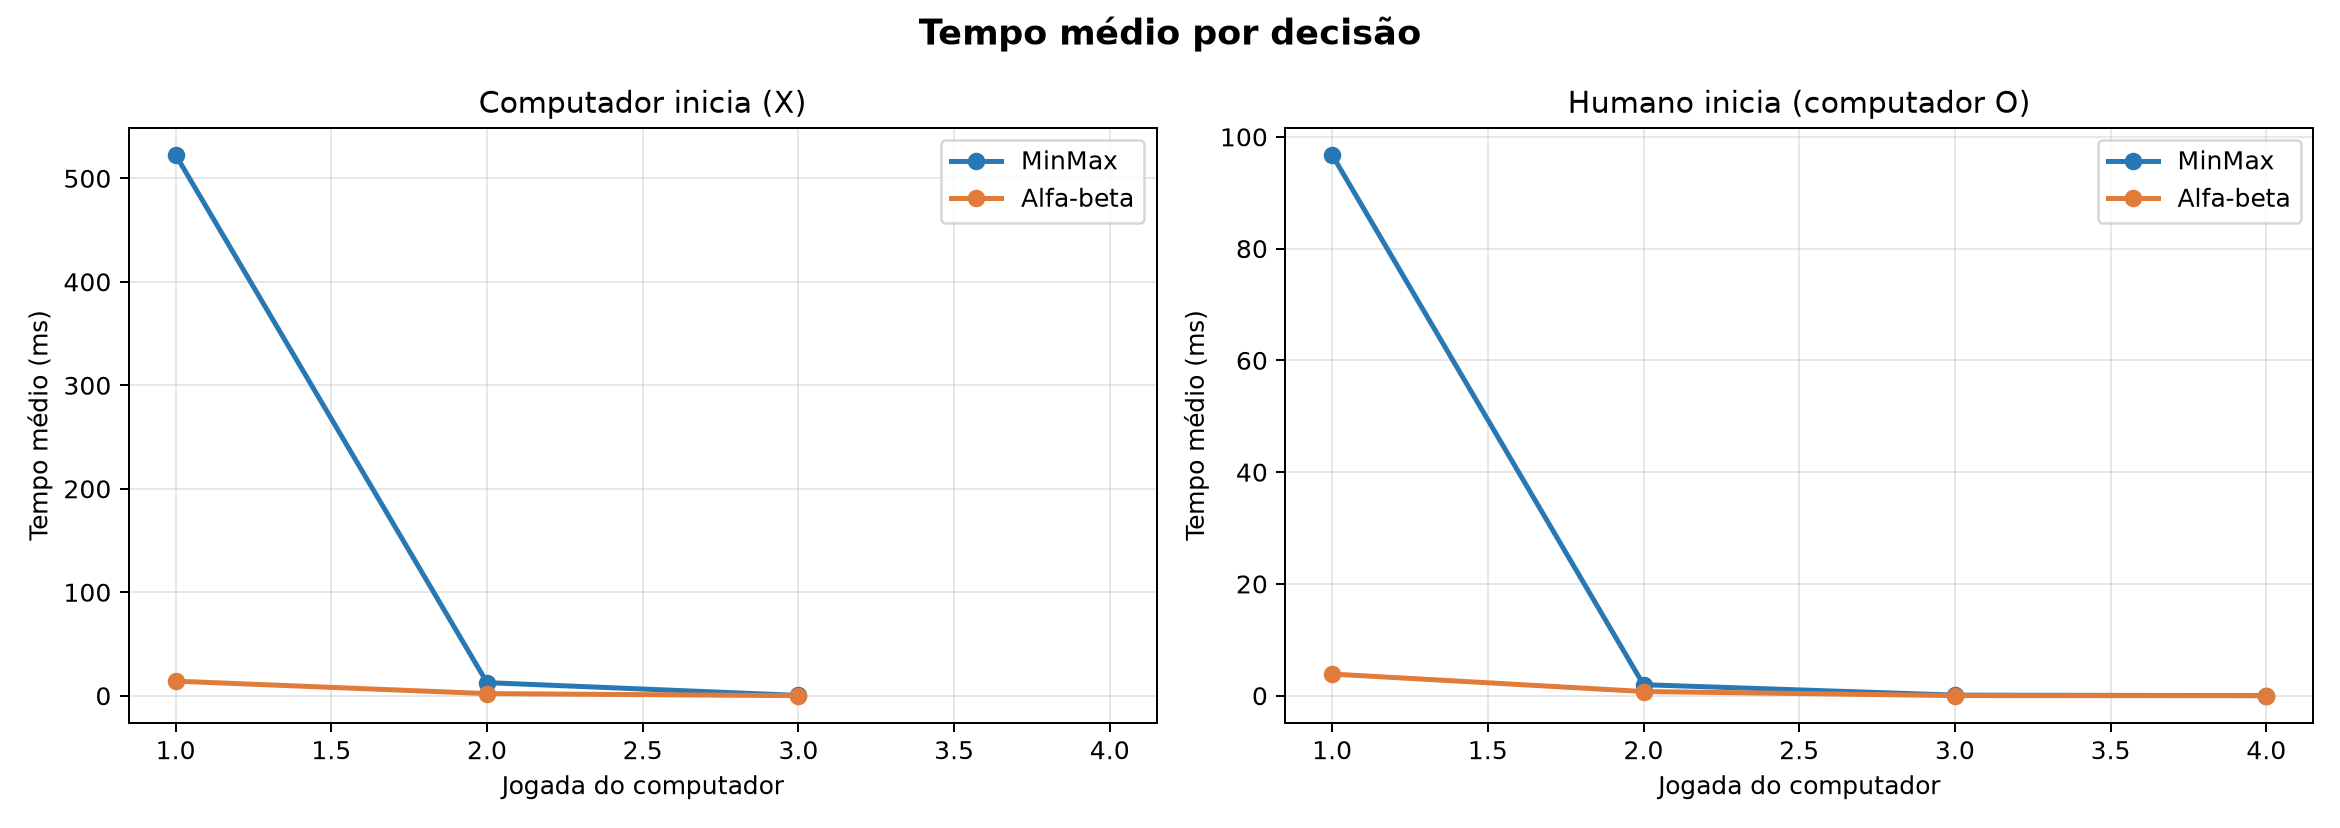 Tempo médio por decisão
Computador inicia (X)
Tempo médio (ms)
500
400
300
200
100
0
MinMax
Alfa-beta
1.0 1.5 2.0 2.5 3.0 3.5 4.0
Jogada do computador
Humano inicia (computador O)
Tempo médio (ms)
100
80
60
40
20
0
MinMax
Alfa-beta
1.0 1.5 2.0 2.5 3.0 3.5 4.0
Jogada do computador